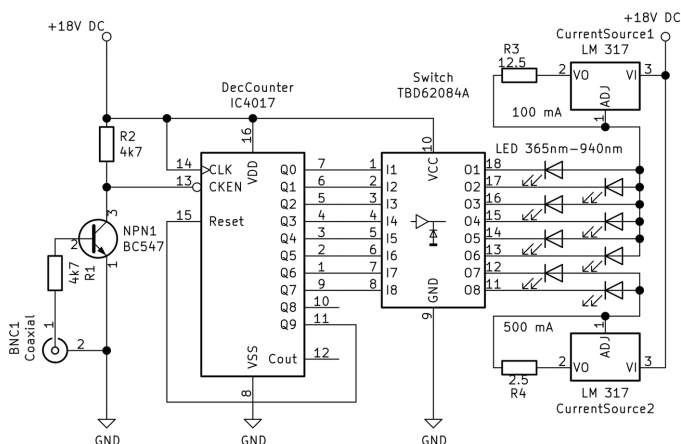 +18V DC
+18V DC
CurrentSource1
LM 317
R3
12.5
2 VO VI 3
ADJ
1
100 mA
DecCounter
IC4017
Switch
TBD62084A
R2
4k7
16
VDD
10
VCC
LED 365nm-940nm
14 CLK Q0 7 1 I1 O1 18
13 CKEN Q1 6 2 I2 O2 17
Q2 5 3 I3 O3 16
15 Reset Q3 4 4 I4 O4 15
Q4 3 5 I5 O5 14
Q5 2 6 I6 O6 13
Q6 1 7 I7 O7 12
Q7 9 8 I8 O8 11
Q8 10
Q9 11
Cout 12
GND
9
VSS
8
3
2
1
NPN1
BC547
R1
4k7
BNC1
Coaxial
1
2
500 mA
1
ADJ
2 VO VI 3
2.5
R4
LM 317
CurrentSource2
GND
GND
GND